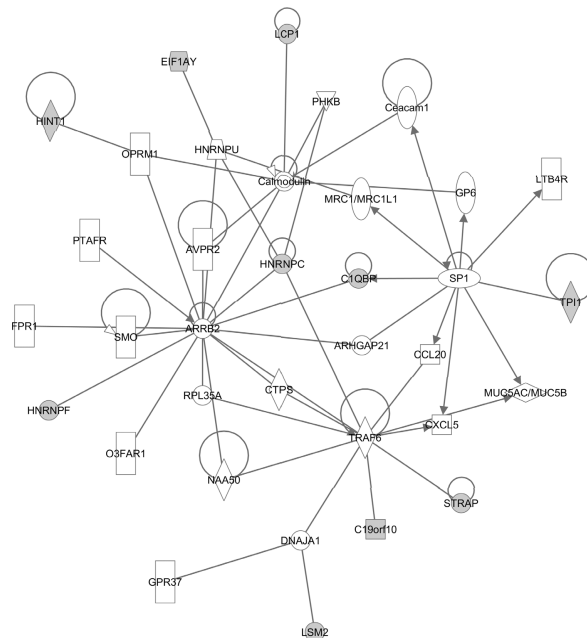 LCP1
EIF1AY
PHKB
Ceacam1
HINT1
OPRM1
HNRNPU
Calmodulin
LTB4R
MRC1/MRC1L1
GP6
PTAFR
AVPR2
HNRNPC
C1QBP
SP1
TPI1
FPR1
SMO
ARRB2
ARHGAP21
CCL20
RPL35A
CTPS
MUC5AC/MUC5B
HNRNPF
CXCL5
TRAF6
O3FAR1
NAA50
STRAP
C19orf10
DNAJA1
GPR37
LSM2